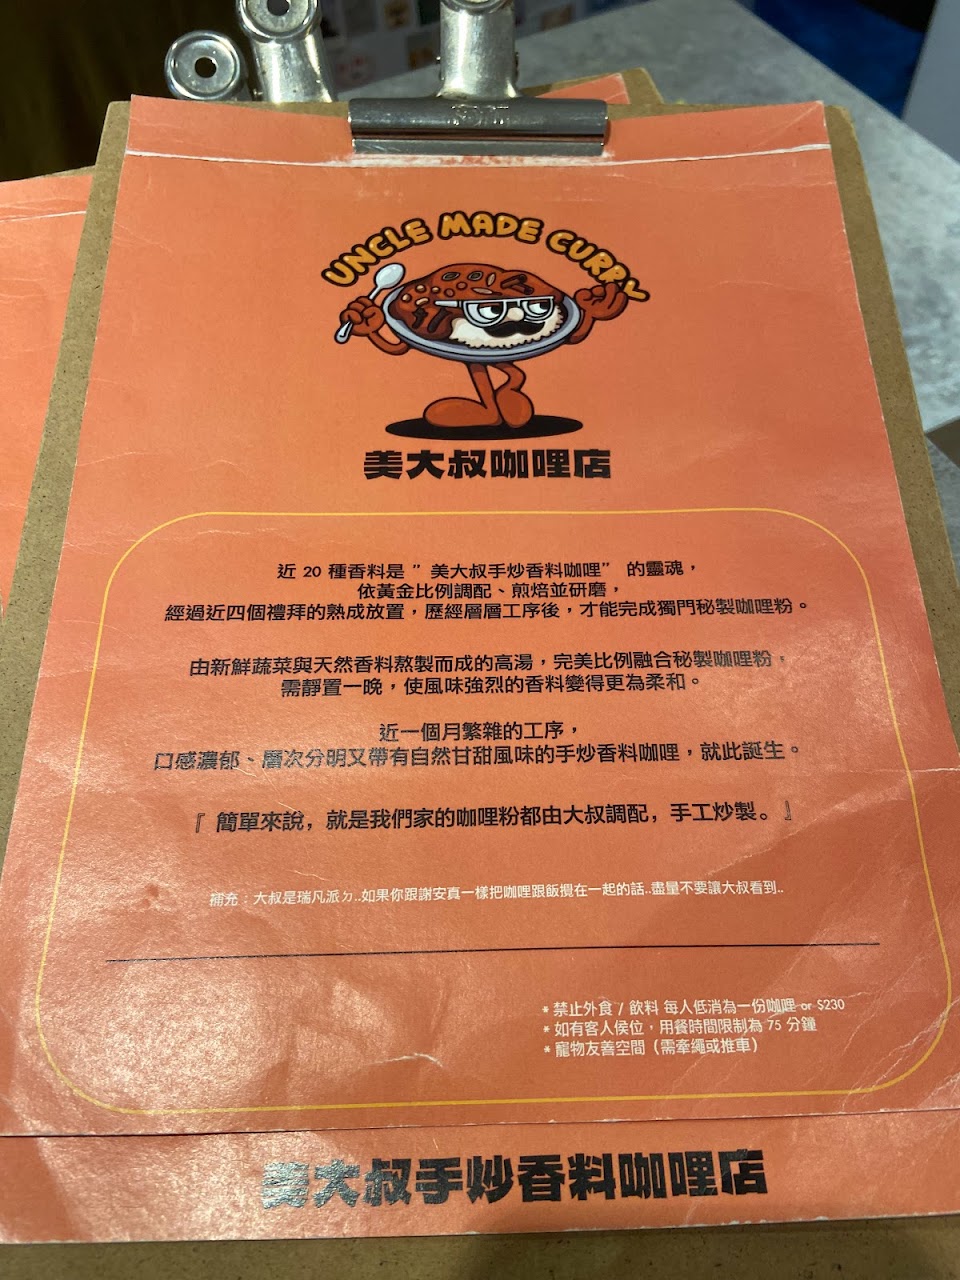 UNCLE MADE CURRY
美大叔咖哩店
近 20 種香料是 " 美大叔手炒香料咖哩" 的靈魂，
依黃金比例調配、煎焙並研磨，
經過近四個禮拜的熟成放置，歷經層層工序後，才能完成獨門秘製咖哩粉。
由新鮮蔬菜與天然香料熬製而成的高湯，完美比例融合秘製咖哩粉，
需靜置一晚，使風味強烈的香料變得更為柔和。
近一個月繁雜的工序，
口感濃郁、層次分明又帶有自然甘甜風味的手炒香料咖哩，就此誕生。
『 簡單來說，就是我們家的咖哩粉都由大叔調配，手工炒製。』
補充：大叔是瑞凡派ㄉ..如果你跟謝安真一樣把咖哩跟飯攪在一起的話..盡量不要讓大叔看到..
* 禁止外食 / 飲料 每人低消為一份咖哩 or $230
* 如有客人侯位，用餐時間限制為 75 分鐘
* 寵物友善空間（需牽繩或推車）
美大叔手炒香料咖哩店